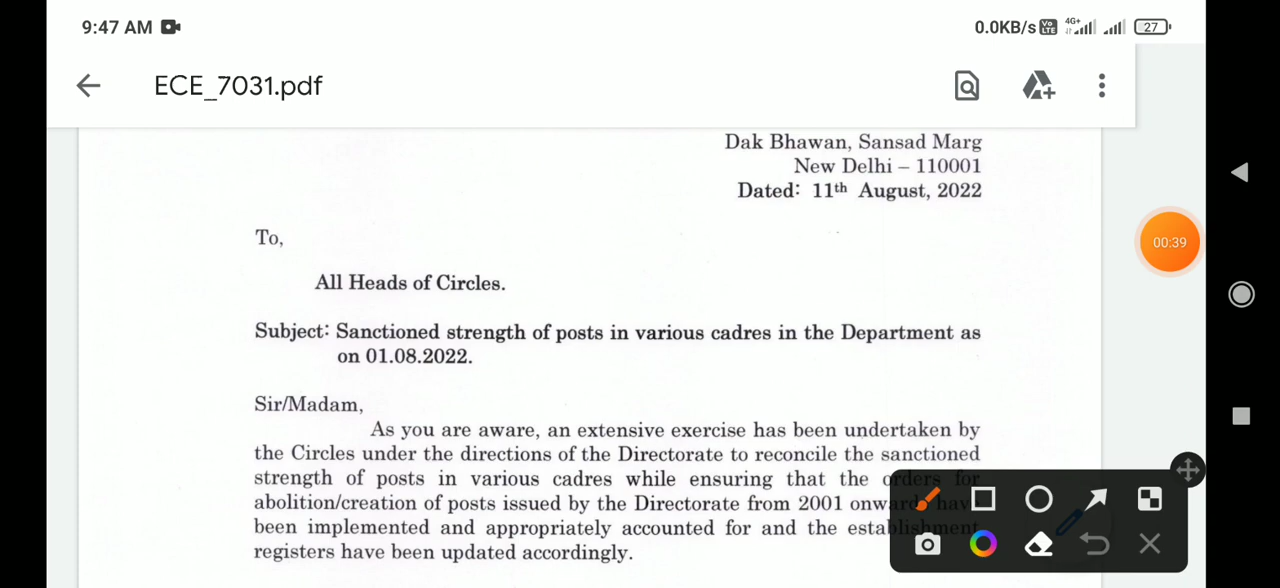 9:47 AM
0.0KB/s Vo LTE 4G+ 27
ECE_7031.pdf
Dak Bhawan, Sansad Marg
New Delhi – 110001
Dated: 11th August, 2022
00:39
To,
All Heads of Circles.
Subject: Sanctioned strength of posts in various cadres in the Department as
on 01.08.2022.
Sir/Madam,
As you are aware, an extensive exercise has been undertaken by
the Circles under the directions of the Directorate to reconcile the sanctioned
strength of posts in various cadres while ensuring that the orders for
abolition/creation of posts issued by the Directorate from 2001 onwards have
been implemented and appropriately accounted for and the establishment
registers have been updated accordingly.